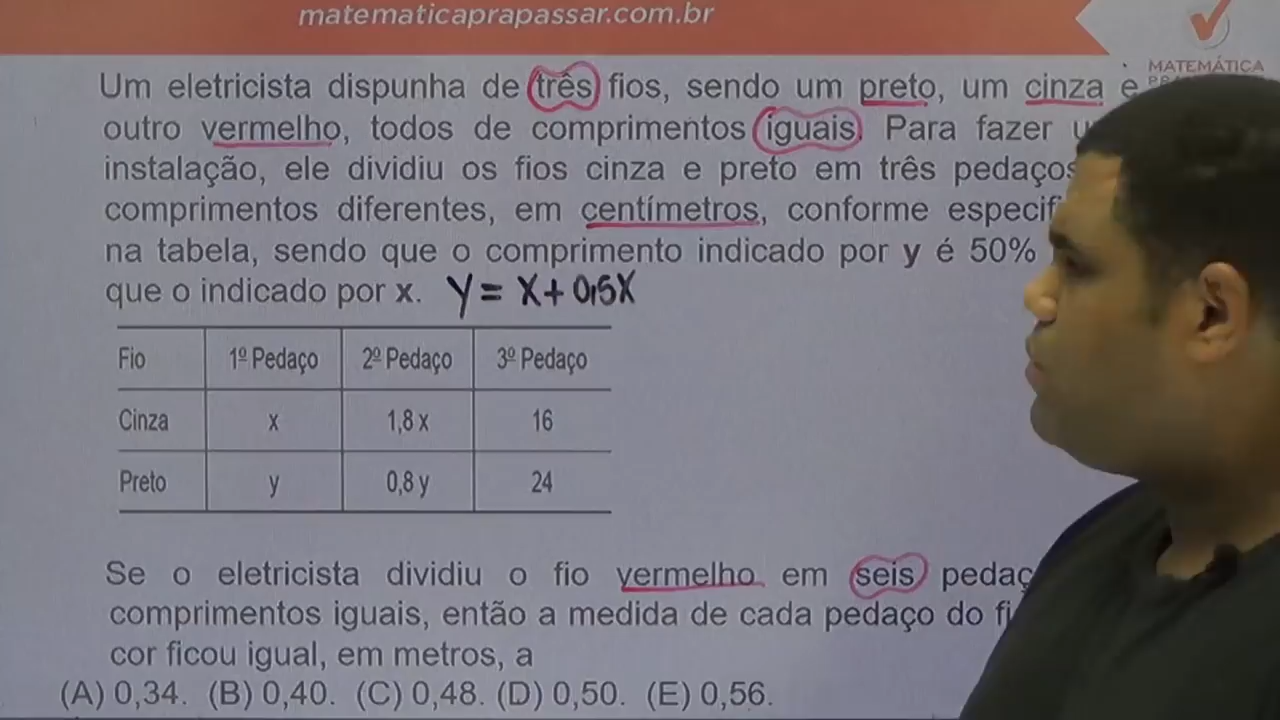 matematicaprapassar.com.br
MATEMÁTICA
Um eletricista dispunha de três fios, sendo um preto, um cinza e
outro vermelho, todos de comprimentos iguais. Para fazer
instalação, ele dividiu os fios cinza e preto em três pedaços
comprimentos diferentes, em centímetros, conforme
na tabela, sendo que o comprimento indicado por y é 50%
que o indicado por x. Y = X + 0,5X
Fio 1º Pedaço 2º Pedaço 3º Pedaço
Cinza x 1,8 x 16
Preto y 0,8 y 24
Se o eletricista dividiu o fio vermelho em seis
comprimentos iguais, então a medida de cada pedaço do
cor ficou igual, em metros, a
(A) 0,34. (B) 0,40. (C) 0,48. (D) 0,50. (E) 0,56.